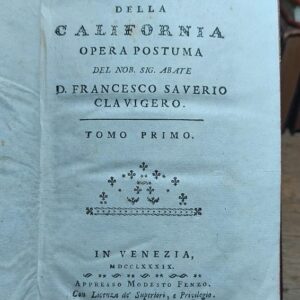 DELLA
CALIFORNIA
OPERA POSTUMA
DEL NOB. SIG. ABATE
D. FRANCESCO SAVERIO
CLAVIGERO.
TOMO PRIMO.
IN VENEZIA,
MDCCLXXXIX.
APPRESSO MODESTO FENZO.
Con Licenza de' Superiori, e Privilegio.